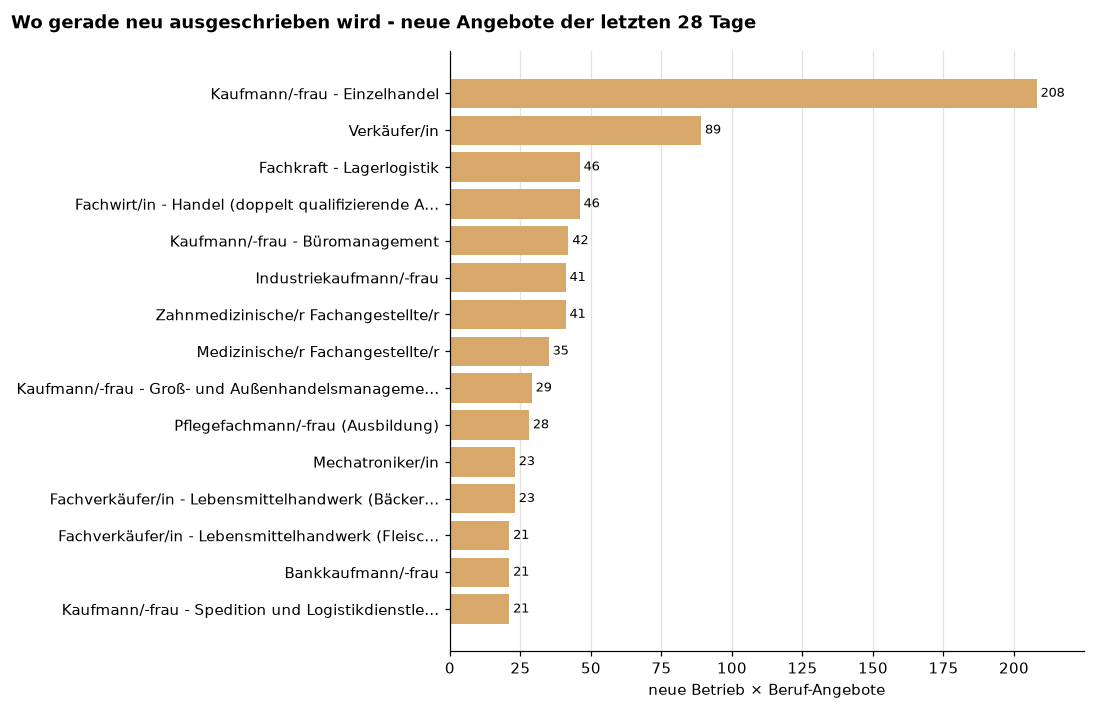 Wo gerade neu ausgeschrieben wird - neue Angebote der letzten 28 Tage
Kaufmann/-frau - Einzelhandel 208
Verkäufer/in 89
Fachkraft - Lagerlogistik 46
Fachwirt/in - Handel (doppelt qualifizierende A... 46
Kaufmann/-frau - Büromanagement 42
Industriekaufmann/-frau 41
Zahnmedizinische/r Fachangestellte/r 41
Medizinische/r Fachangestellte/r 35
Kaufmann/-frau - Groß- und Außenhandelsmanageme... 29
Pflegefachmann/-frau (Ausbildung) 28
Mechatroniker/in 23
Fachverkäufer/in - Lebensmittelhandwerk (Bäcker... 23
Fachverkäufer/in - Lebensmittelhandwerk (Fleisc... 21
Bankkaufmann/-frau 21
Kaufmann/-frau - Spedition und Logistikdienstle... 21
0 25 50 75 100 125 150 175 200
neue Betrieb × Beruf-Angebote